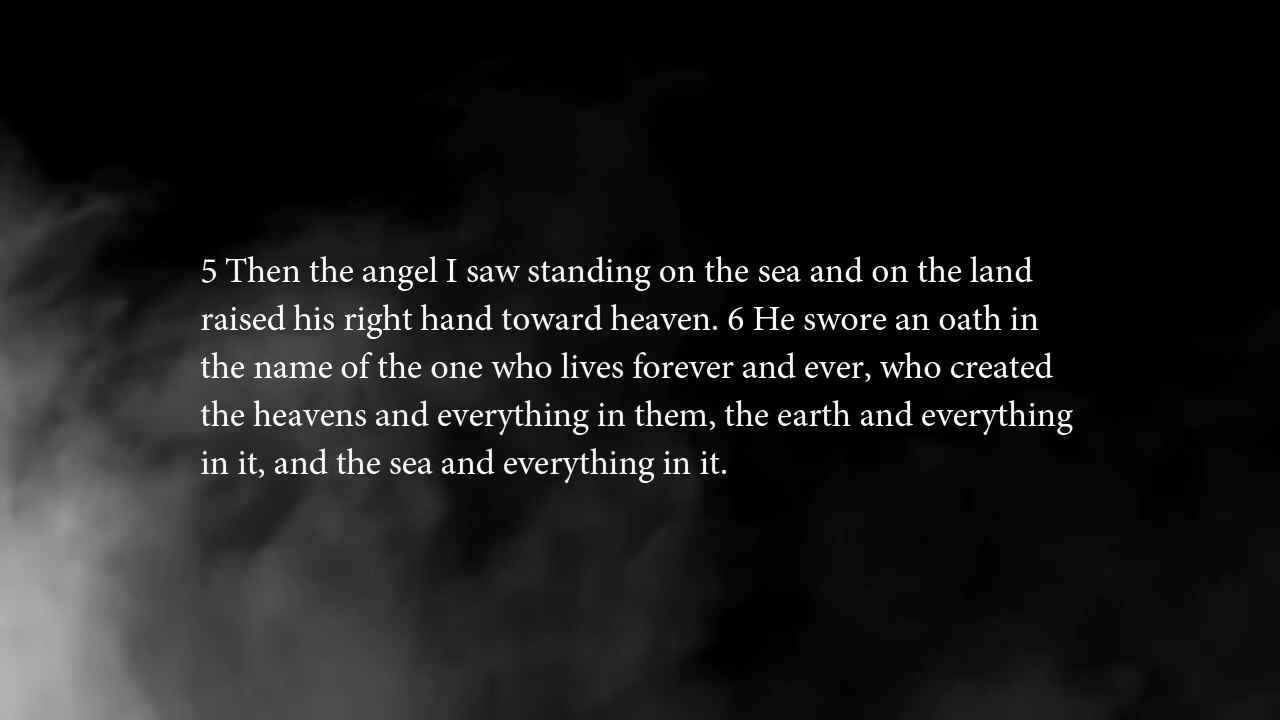 5 Then the angel I saw standing on the sea and on the land
raised his right hand toward heaven. 6 He swore an oath in
the name of the one who lives forever and ever, who created
the heavens and everything in them, the earth and everything
in it, and the sea and everything in it.